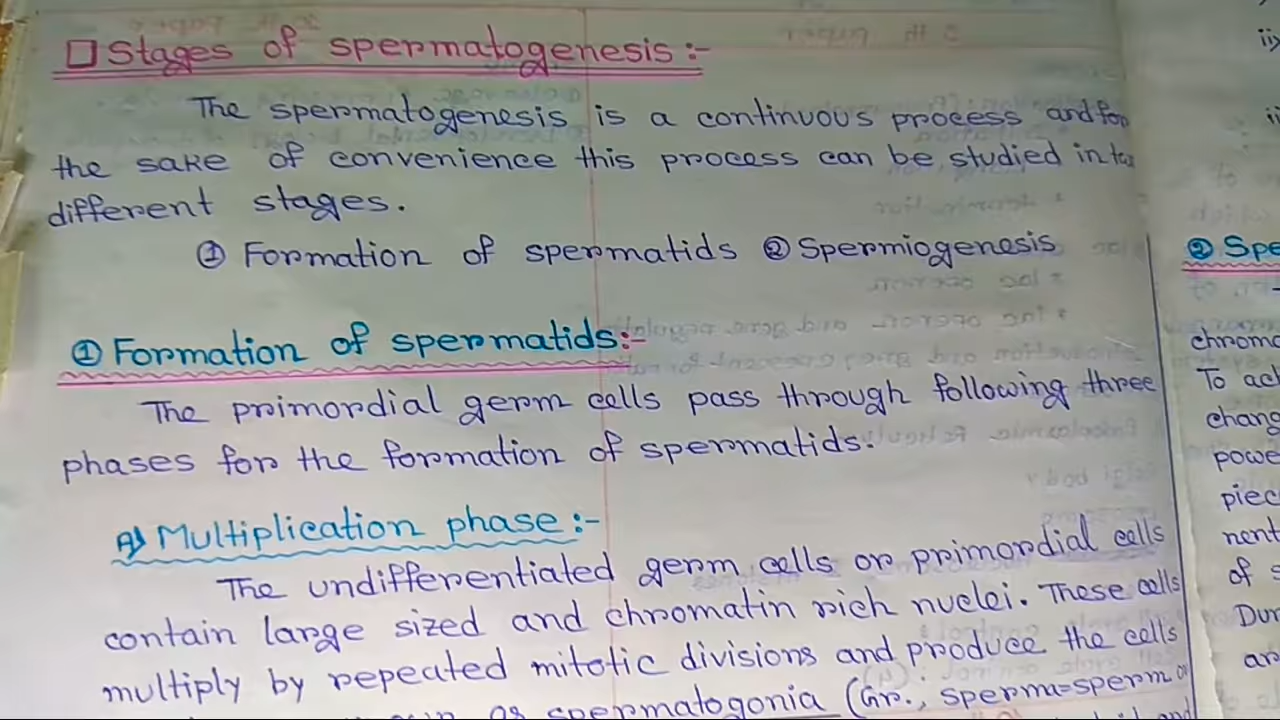 □ Stages of spermatogenesis :-
The spermatogenesis is a continuous process and for
the sake of convenience this process can be studied in
different stages.
① Formation of spermatids ② Spermiogenesis
① Formation of spermatids:-
The primordial germ cells pass through following three
phases for the formation of spermatids.
A) Multiplication phase :-
The undifferentiated germ cells or primordial cells
contain large sized and chromatin rich nuclei. These cells
multiply by repeated mitotic divisions and produce the cells
as spermatogonia (Gr., sperma=sperm
ii)
② Spe
chromo
To ac
chang
powe
piec
nent
of s
Dur
an